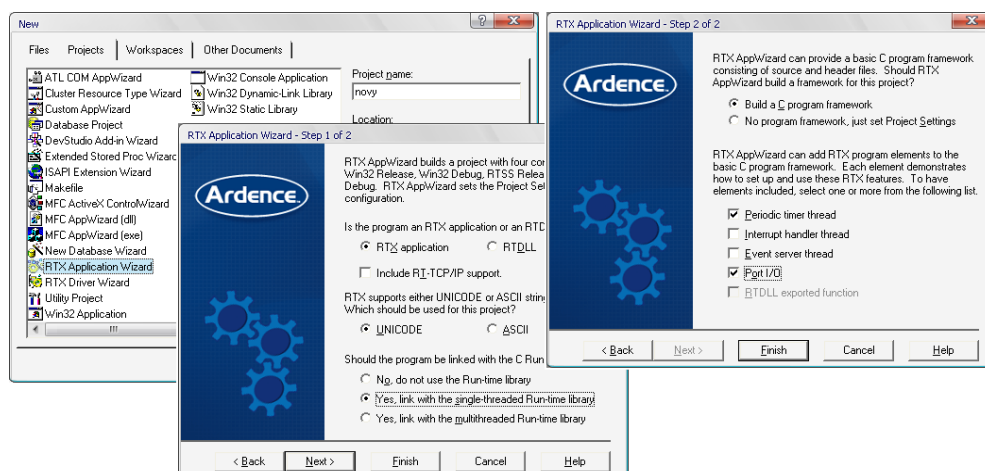 New
Files Projects Workspaces Other Documents
ATL COM AppWizard
Cluster Resource Type Wizard
Custom AppWizard
Database Project
DevStudio Add-in Wizard
Extended Stored Proc Wizard
ISAPI Extension Wizard
Makefile
MFC ActiveX ControlWizard
MFC AppWizard (dll)
MFC AppWizard (exe)
New Database Wizard
RTX Application Wizard
RTX Driver Wizard
Utility Project
Win32 Application
Win32 Console Application
Win32 Dynamic-Link Library
Win32 Static Library
Project name:
novy
Location:
RTX Application Wizard - Step 1 of 2
Ardence
RTX AppWizard builds a project with four
Win32 Release, Win32 Debug, RTSS
Debug. RTX AppWizard sets the Project
configuration.
Is the program an RTX application or an
RTX application RTDLL
Include RT-TCP/IP support.
RTX supports either UNICODE or ASCII
Which should be used for this project?
UNICODE ASCII
Should the program be linked with the C Run
No, do not use the Run-time library
Yes, link with the single-threaded Run-time library
Yes, link with the multithreaded Run-time library
< Back Next > Finish Cancel Help
RTX Application Wizard - Step 2 of 2
Ardence
RTX AppWizard can provide a basic C program framework
consisting of source and header files. Should RTX
AppWizard build a framework for this project?
Build a C program framework
No program framework, just set Project Settings
RTX AppWizard can add RTX program elements to the
basic C program framework. Each element demonstrates
how to set up and use these RTX features. To have
elements included, select one or more from the following list.
Periodic timer thread
Interrupt handler thread
Event server thread
Port I/O
RTDLL exported function
< Back Next > Finish Cancel Help